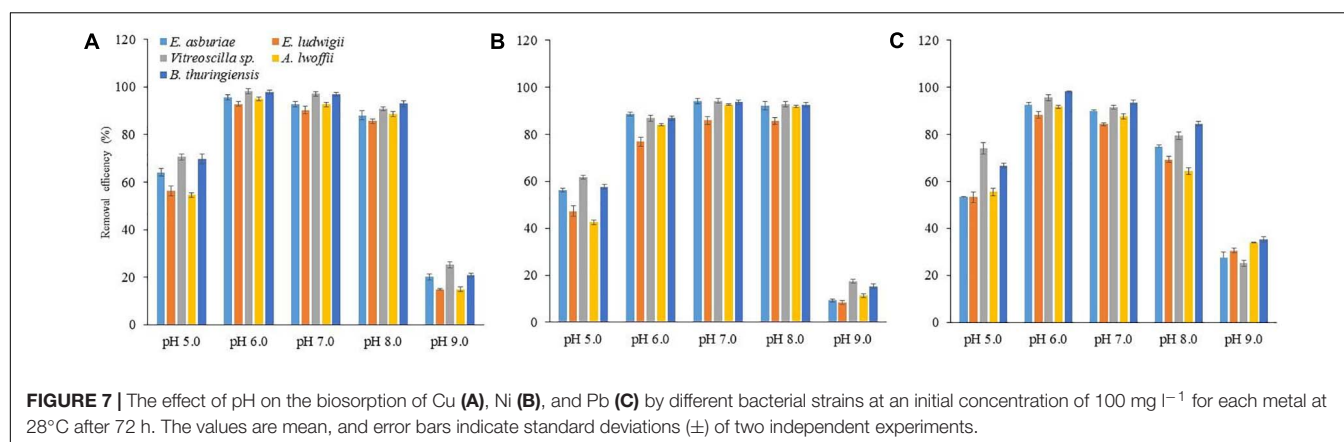 A
120
100
80
60
40
20
0
Removal efficency (%)
E. asburiae
E. ludwigii
Vitreoscilla sp.
A. lwoffii
B. thuringiensis
pH 5.0 pH 6.0 pH 7.0 pH 8.0 pH 9.0
B
120
100
80
60
40
20
0
pH 5.0 pH 6.0 pH 7.0 pH 8.0 pH 9.0
C
120
100
80
60
40
20
0
pH 5.0 pH 6.0 pH 7.0 pH 8.0 pH 9.0
FIGURE 7 | The effect of pH on the biosorption of Cu (A), Ni (B), and Pb (C) by different bacterial strains at an initial concentration of 100 mg l−1 for each metal at
28°C after 72 h. The values are mean, and error bars indicate standard deviations (±) of two independent experiments.